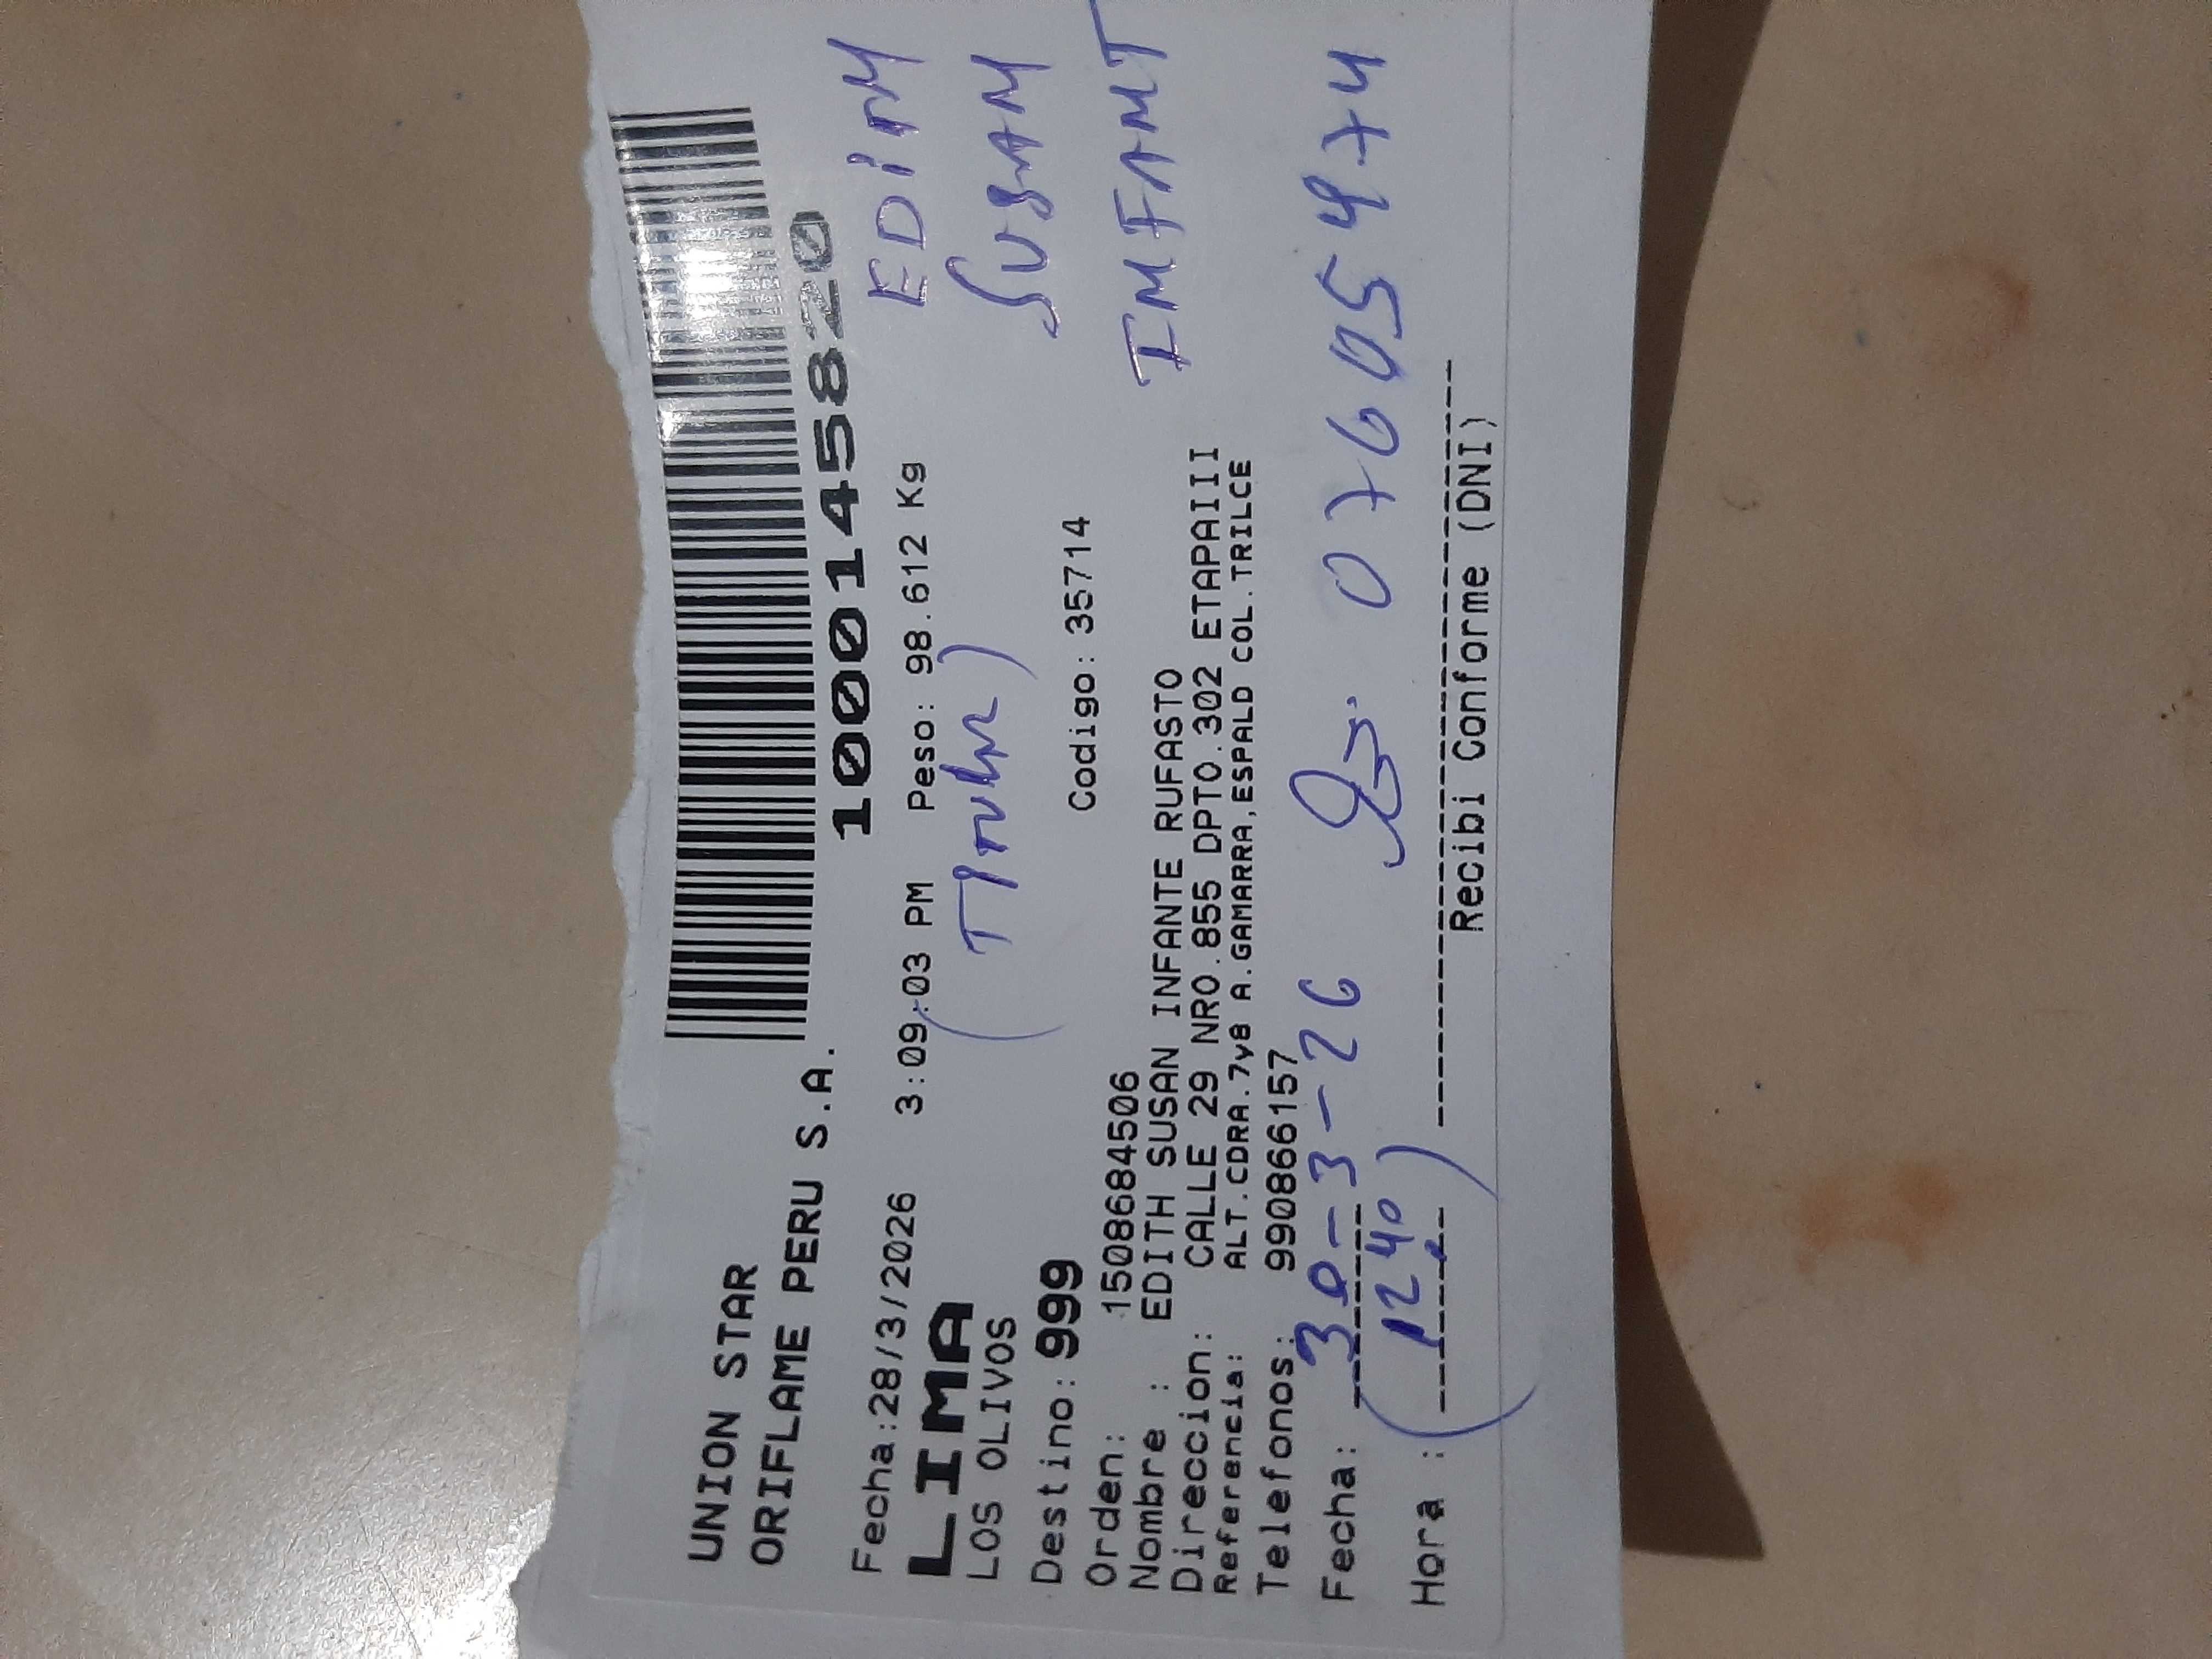 UNION STAR
ORIFLAME PERU S.A.
10001458820
Fecha:28/3/2026 3:09:03 PM Peso: 98.612 Kg
LIMA
LOS OLIVOS
(Titular)
EDiTH
SUSAN
INFANT
Destino: 999
Codigo: 35714
Orden: 1508684506
Nombre : EDITH SUSAN INFANTE RUFASTO
Direccion: CALLE 29 NRO.855 DPTO.302 ETAPAIII
Referencia: ALT.CDRA.7y8 A.GAMARRA,ESPALD COL.TRILCE
Telefonos: 990866157
Fecha: 30-3-26
07605474
Hora : (1240)
Recibi Conforme (DNI)